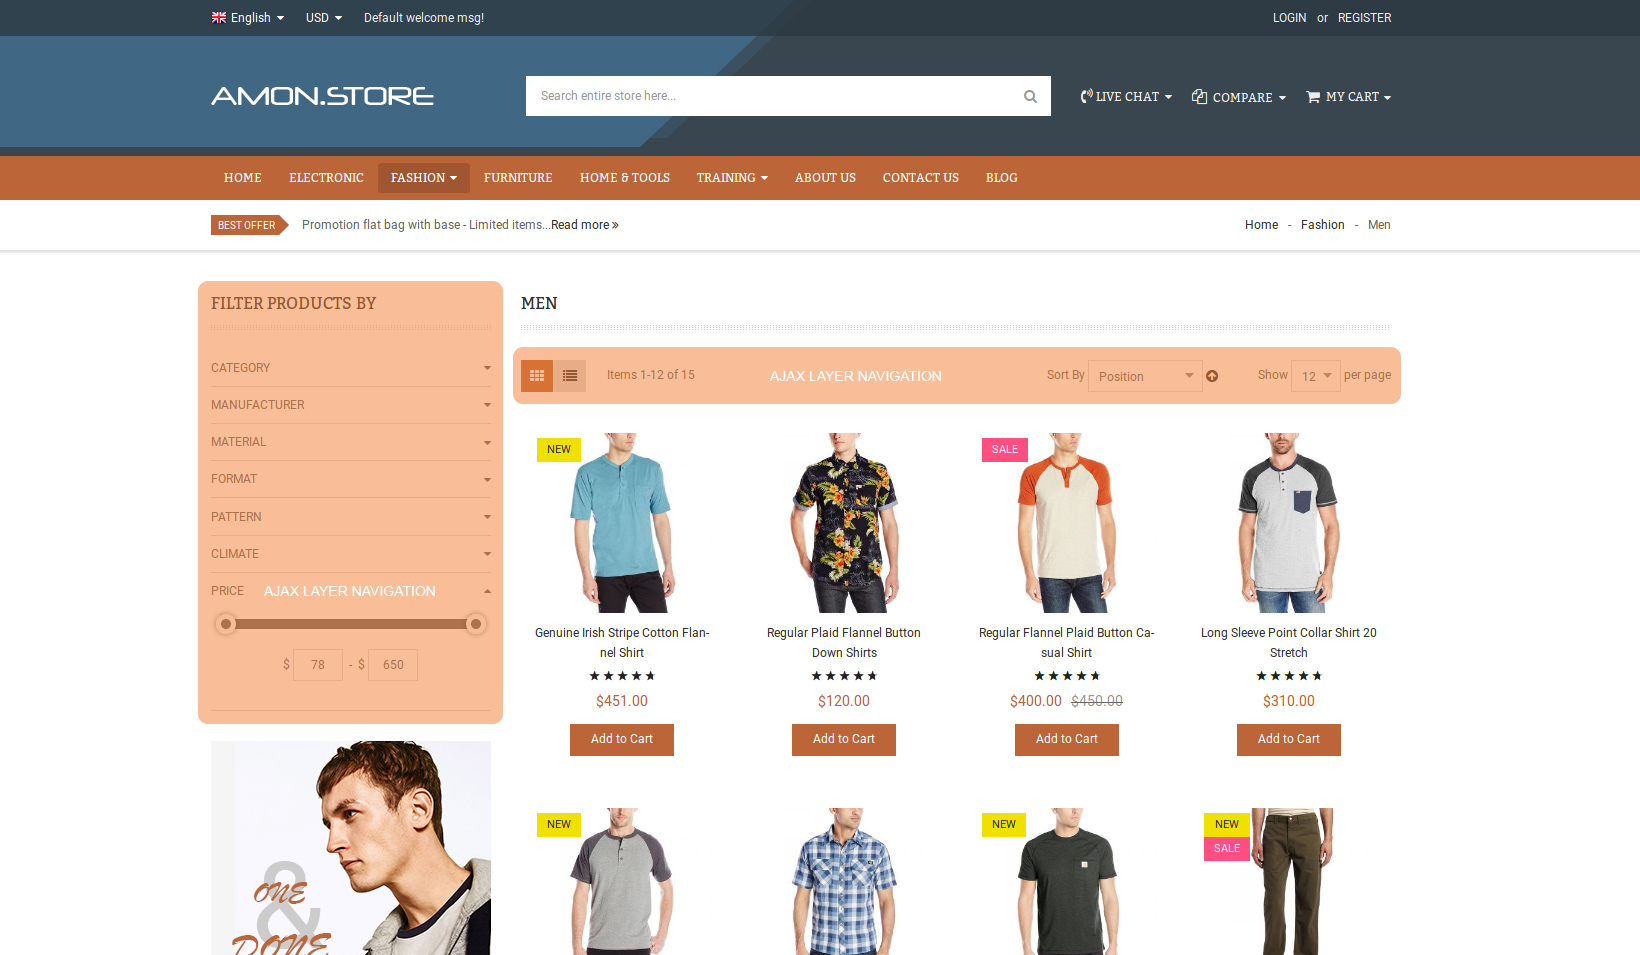 English USD Default welcome msg! LOGIN or REGISTER
AMON.STORE Search entire store here... LIVE CHAT COMPARE MY CART
HOME ELECTRONIC FASHION FURNITURE HOME & TOOLS TRAINING ABOUT US CONTACT US BLOG
BEST OFFER Promotion flat bag with base - Limited items...Read more » Home - Fashion - Men
FILTER PRODUCTS BY
CATEGORY
MANUFACTURER
MATERIAL
FORMAT
PATTERN
CLIMATE
PRICE AJAX LAYER NAVIGATION
$ 78 - $ 650
ONE
&
DONE
MEN
Items 1-12 of 15 AJAX LAYER NAVIGATION Sort By Position Show 12 per page
NEW
Genuine Irish Stripe Cotton Flan-
nel Shirt
$451.00
Add to Cart
Regular Plaid Flannel Button
Down Shirts
$120.00
Add to Cart
SALE
Regular Flannel Plaid Button Ca-
sual Shirt
$400.00 $450.00
Add to Cart
Long Sleeve Point Collar Shirt 20
Stretch
$310.00
Add to Cart
NEW
NEW
NEW
SALE